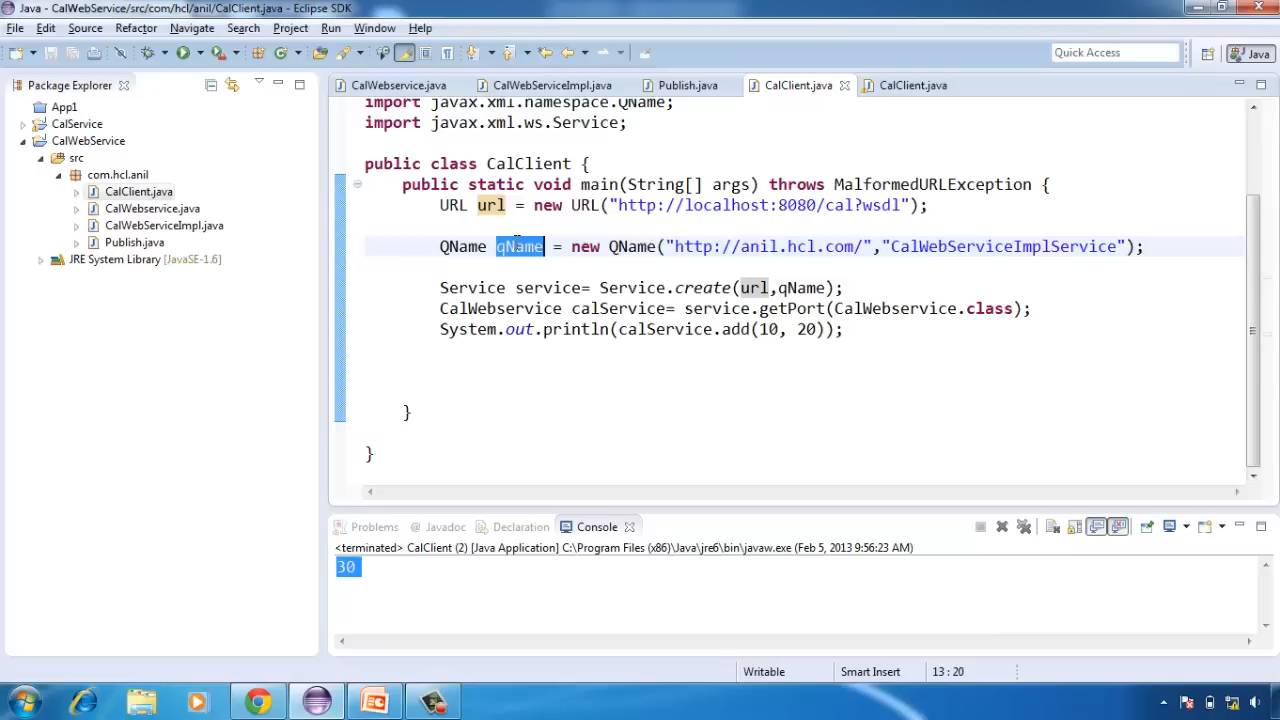 Java - CalWebService/src/com/hcl/anil/CalClient.java - Eclipse SDK
File Edit Source Refactor Navigate Search Project Run Window Help
Quick Access
Java
Package Explorer
App1
CalService
CalWebService
src
com.hcl.anil
CalClient.java
CalWebservice.java
CalWebServiceImpl.java
Publish.java
JRE System Library [JavaSE-1.6]
CalWebservice.java CalWebServiceImpl.java Publish.java CalClient.java CalClient.java
import javax.xml.namespace.QName;
import javax.xml.ws.Service;
public class CalClient {
public static void main(String[] args) throws MalformedURLException {
URL url = new URL("http://localhost:8080/cal?wsdl");
QName qName = new QName("http://anil.hcl.com/","CalWebServiceImplService");
Service service= Service.create(url,qName);
CalWebservice calService= service.getPort(CalWebservice.class);
System.out.println(calService.add(10, 20));
}
}
Problems @ Javadoc Declaration Console
<terminated> CalClient (2) [Java Application] C:\Program Files (x86)\Java\jre6\bin\javaw.exe (Feb 5, 2013 9:56:23 AM)
30
Writable Smart Insert 13 : 20